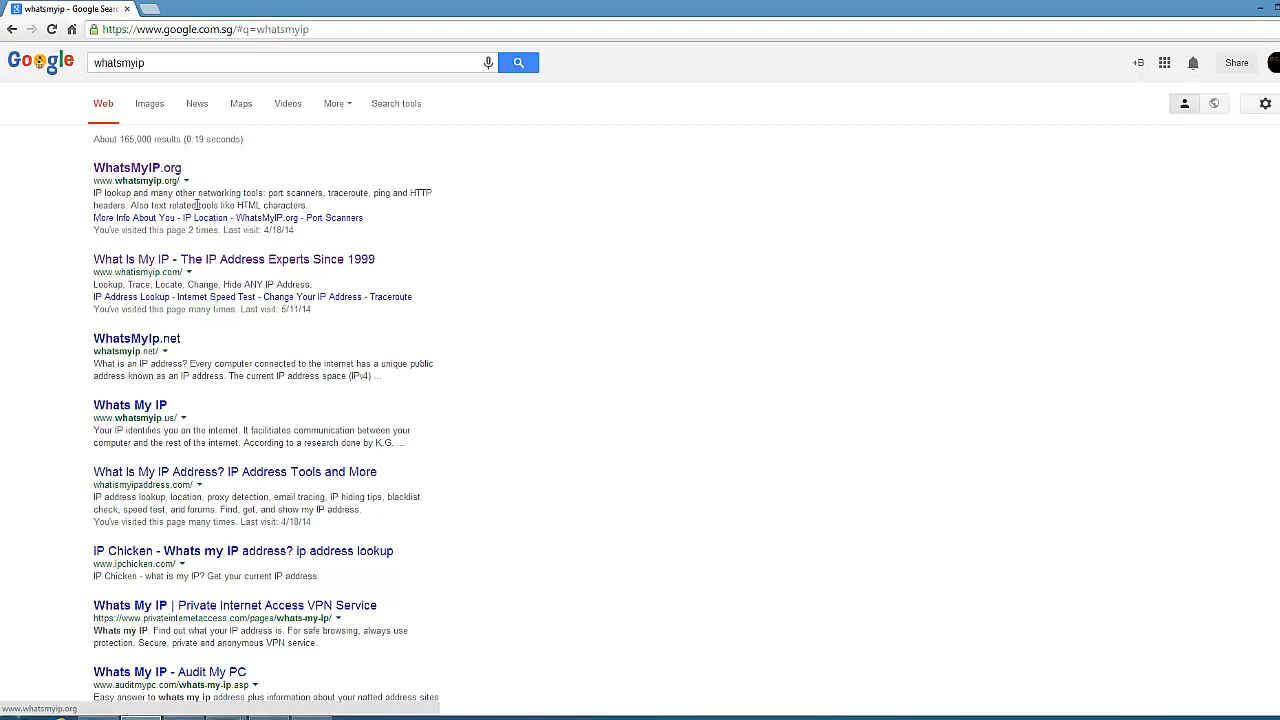 whatsmyip - Google Sear
https://www.google.com.sg/#q=whatsmyip
Google
whatsmyip
+B
Share
Web Images News Maps Videos More Search tools
About 165,000 results (0.19 seconds)
WhatsMyIP.org
www.whatsmyip.org/
IP lookup and many other networking tools: port scanners, traceroute, ping and HTTP
headers. Also text related tools like HTML characters.
More Info About You - IP Location - WhatsMyIP.org - Port Scanners
You've visited this page 2 times. Last visit: 4/18/14
What Is My IP - The IP Address Experts Since 1999
www.whatismyip.com/
Lookup, Trace, Locate, Change, Hide ANY IP Address.
IP Address Lookup - Internet Speed Test - Change Your IP Address - Traceroute
You've visited this page many times. Last visit: 5/11/14
WhatsMyIp.net
whatsmyip.net/
What is an IP address? Every computer connected to the internet has a unique public
address known as an IP address. The current IP address space (IPv4) ...
Whats My IP
www.whatsmyip.us/
Your IP identifies you on the internet. It facilitiates communication between your
computer and the rest of the internet. According to a research done by K.G. ...
What Is My IP Address? IP Address Tools and More
whatismyipaddress.com/
IP address lookup, location, proxy detection, email tracing, IP hiding tips, blacklist
check, speed test, and forums. Find, get, and show my IP address.
You've visited this page many times. Last visit: 4/18/14
IP Chicken - Whats my IP address? ip address lookup
www.ipchicken.com/
IP Chicken - what is my IP? Get your current IP address.
Whats My IP | Private Internet Access VPN Service
https://www.privateinternetaccess.com/pages/whats-my-ip/
Whats my IP. Find out what your IP address is. For safe browsing, always use
protection. Secure, private and anonymous VPN service.
Whats My IP - Audit My PC
www.auditmypc.com/whats-my-ip.asp
Easy answer to whats my ip address plus information about your natted address sites
www.whatsmyip.org